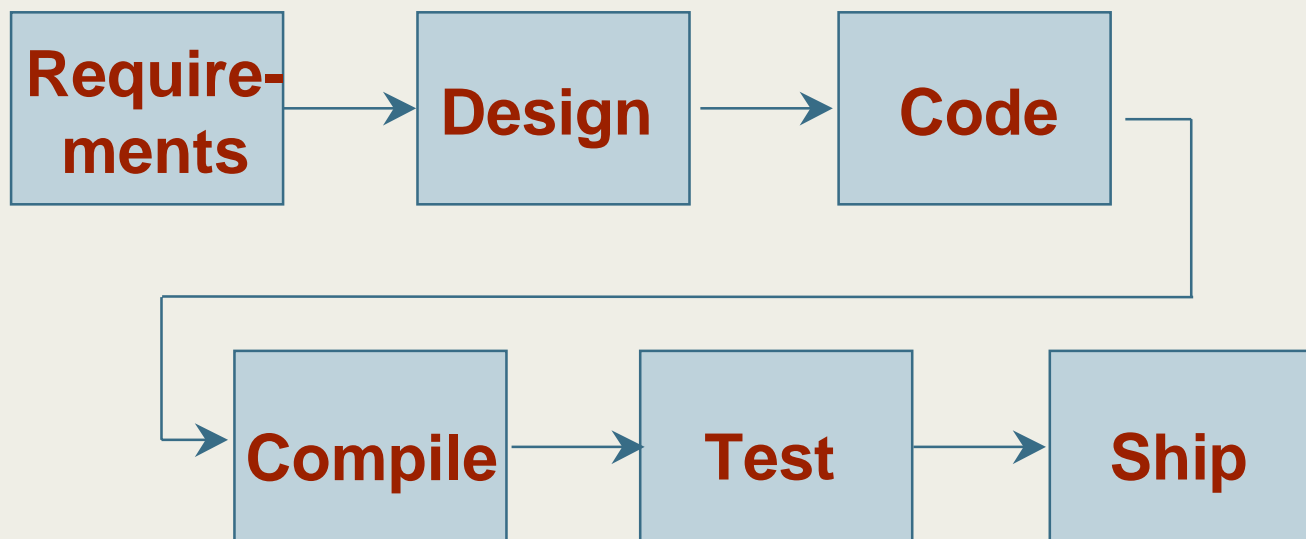 Require-
ments
Design
Code
Compile
Test
Ship